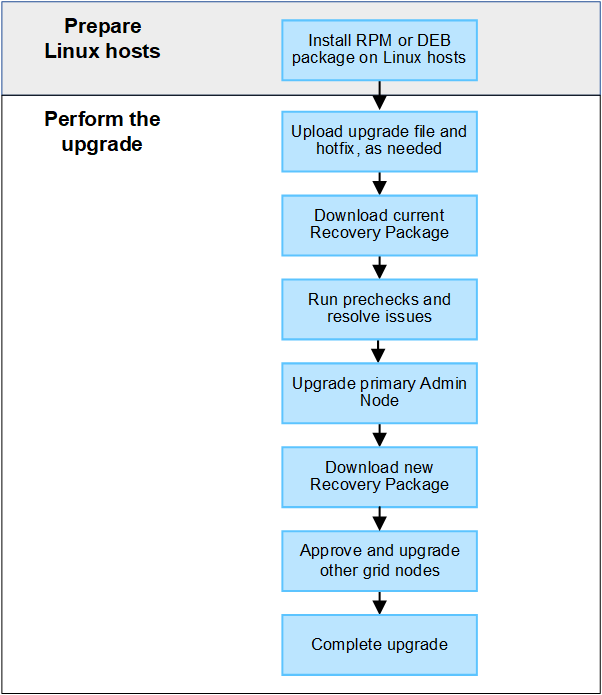 Prepare
Linux hosts
Install RPM or DEB
package on Linux hosts
Perform the
upgrade
Upload upgrade file and
hotfix, as needed
Download current
Recovery Package
Run prechecks and
resolve issues
Upgrade primary Admin
Node
Download new
Recovery Package
Approve and upgrade
other grid nodes
Complete upgrade